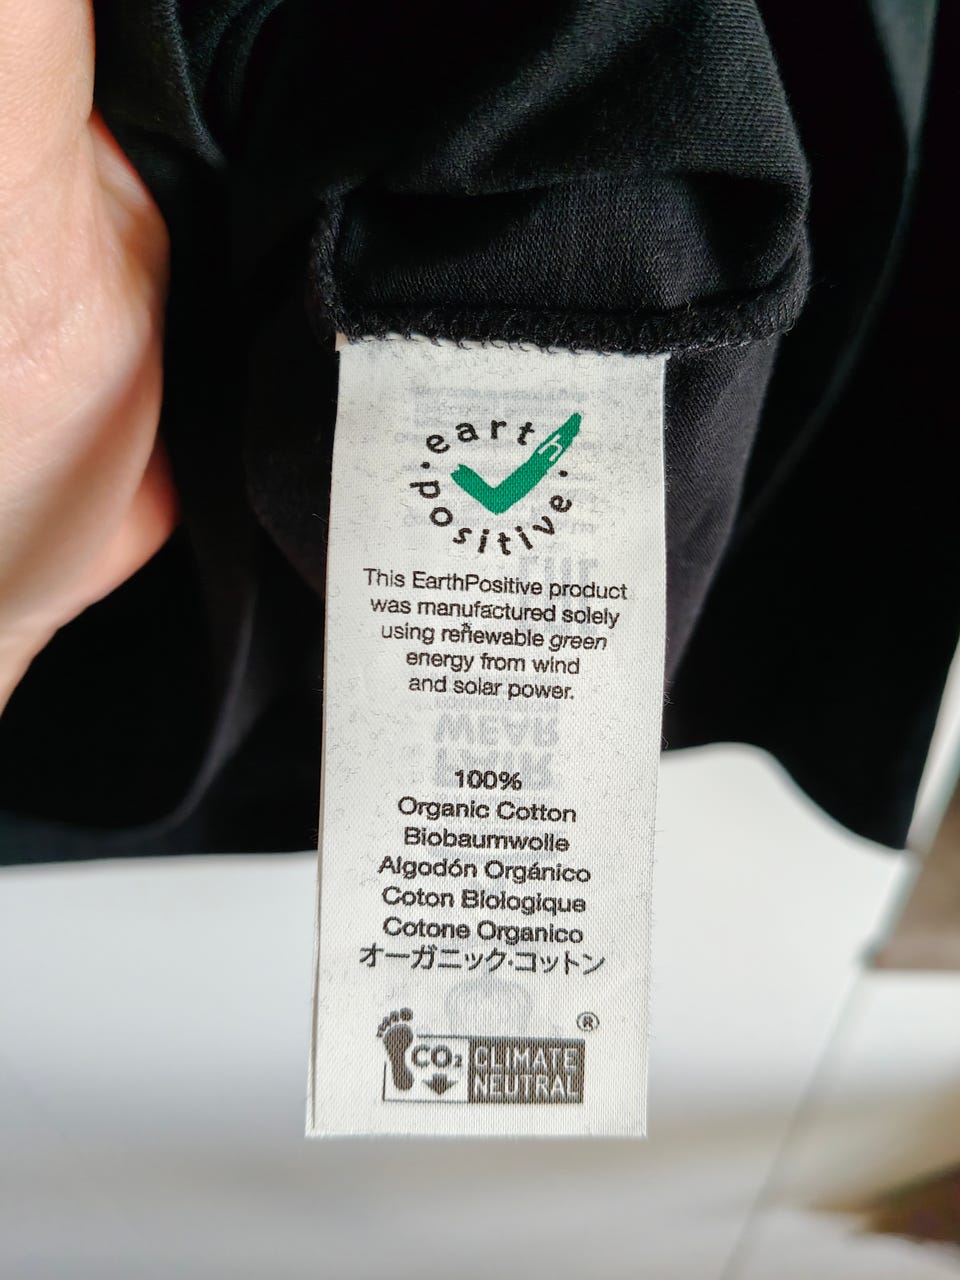 earth
positive
This EarthPositive product
was manufactured solely
using renewable green
energy from wind
and solar power.
100%
Organic Cotton
Biobaumwolle
Algodón Orgánico
Coton Biologique
Cotone Organico
オーガニック·コットン
®
CO₂ CLIMATE
NEUTRAL
WEAR
FAIR